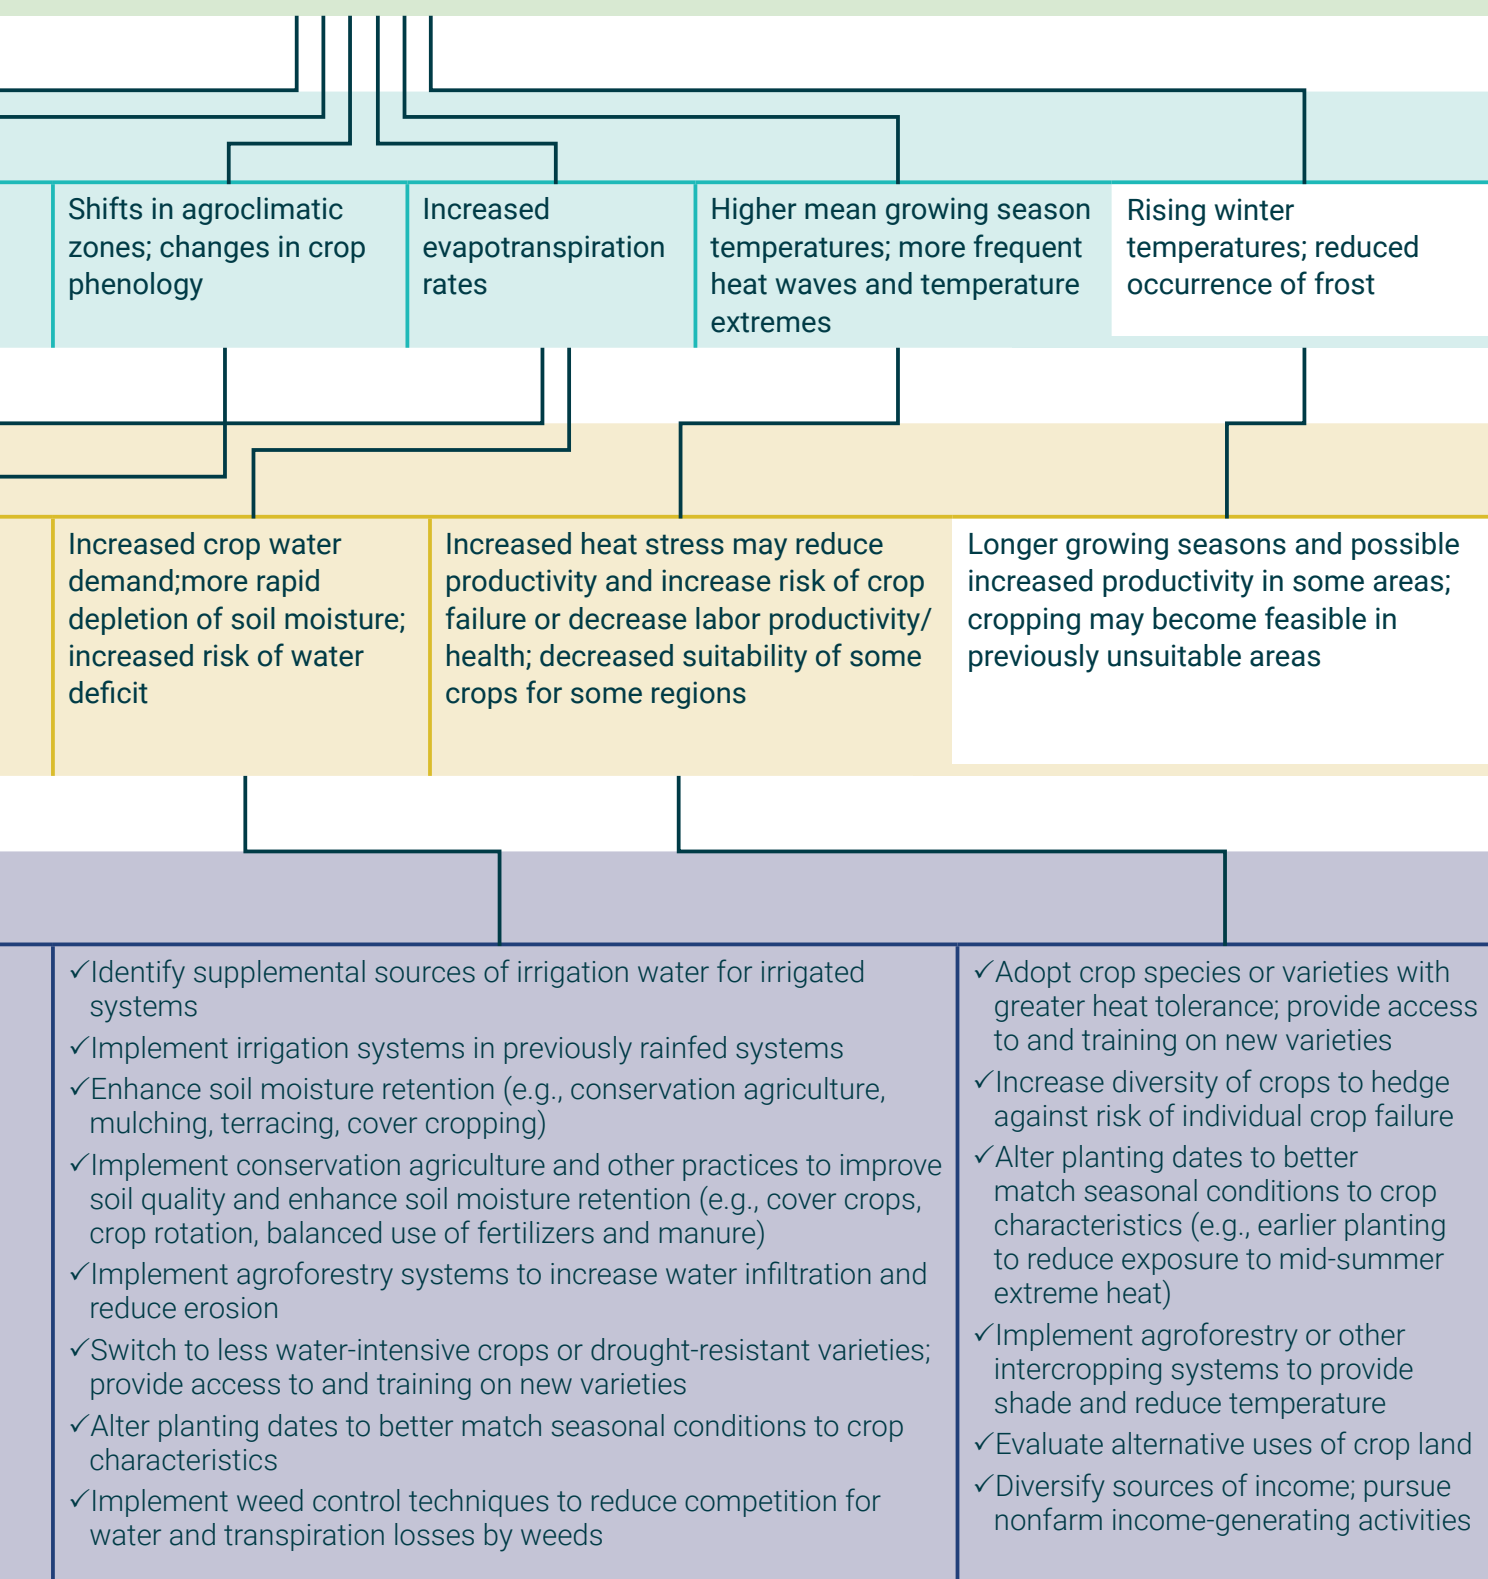 Shifts in agroclimatic
zones; changes in crop
phenology
Increased
evapotranspiration
rates
Higher mean growing season
temperatures; more frequent
heat waves and temperature
extremes
Rising winter
temperatures; reduced
occurrence of frost
Increased crop water
demand;more rapid
depletion of soil moisture;
increased risk of water
deficit
Increased heat stress may reduce
productivity and increase risk of crop
failure or decrease labor productivity/
health; decreased suitability of some
crops for some regions
Longer growing seasons and possible
increased productivity in some areas;
cropping may become feasible in
previously unsuitable areas
✓Identify supplemental sources of irrigation water for irrigated
systems
✓Implement irrigation systems in previously rainfed systems
✓Enhance soil moisture retention (e.g., conservation agriculture,
mulching, terracing, cover cropping)
✓Implement conservation agriculture and other practices to improve
soil quality and enhance soil moisture retention (e.g., cover crops,
crop rotation, balanced use of fertilizers and manure)
✓Implement agroforestry systems to increase water infiltration and
reduce erosion
✓Switch to less water-intensive crops or drought-resistant varieties;
provide access to and training on new varieties
✓Alter planting dates to better match seasonal conditions to crop
characteristics
✓Implement weed control techniques to reduce competition for
water and transpiration losses by weeds
✓Adopt crop species or varieties with
greater heat tolerance; provide access
to and training on new varieties
✓Increase diversity of crops to hedge
against risk of individual crop failure
✓Alter planting dates to better
match seasonal conditions to crop
characteristics (e.g., earlier planting
to reduce exposure to mid-summer
extreme heat)
✓Implement agroforestry or other
intercropping systems to provide
shade and reduce temperature
✓Evaluate alternative uses of crop land
✓Diversify sources of income; pursue
nonfarm income-generating activities